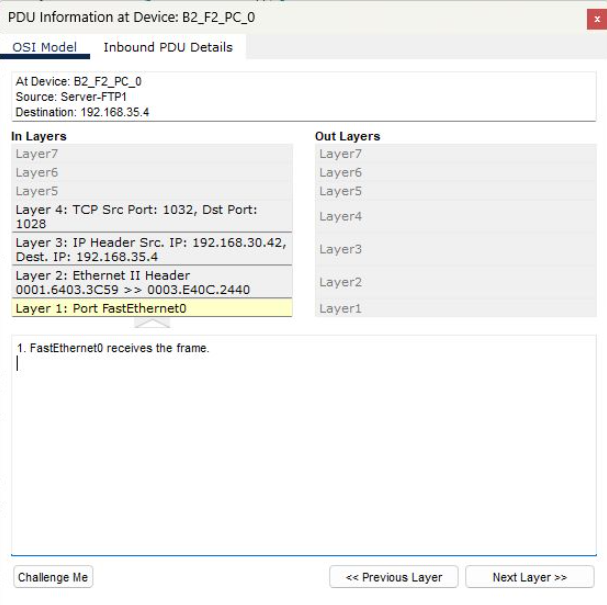 PDU Information at Device: B2_F2_PC_0
x
OSI Model
Inbound PDU Details
At Device: B2_F2_PC_0
Source: Server-FTP1
Destination: 192.168.35.4
In Layers
Layer7
Layer6
Layer5
Layer 4: TCP Src Port: 1032, Dst Port:
1028
Layer 3: IP Header Src. IP: 192.168.30.42,
Dest. IP: 192.168.35.4
Layer 2: Ethernet II Header
0001.6403.3C59 >> 0003.E40C.2440
Layer 1: Port FastEthernet0
Out Layers
Layer7
Layer6
Layer5
Layer4
Layer3
Layer2
Layer1
1. FastEthernet0 receives the frame.
Challenge Me
<< Previous Layer
Next Layer >>